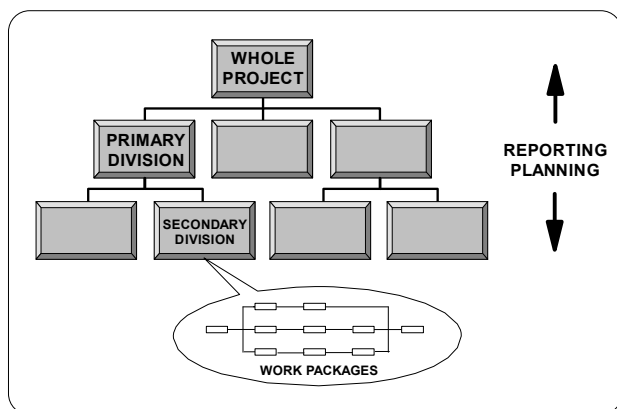 WHOLE
PROJECT
PRIMARY
DIVISION
REPORTING
PLANNING
SECONDARY
DIVISION
WORK PACKAGES